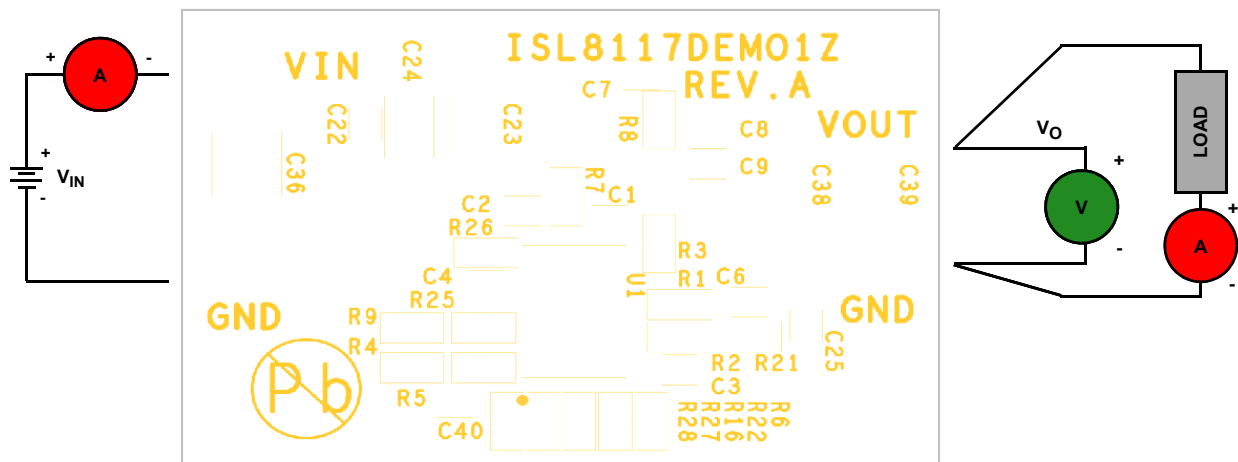 ISL8117DEMO1Z
REV.A
VIN
C24
C7
C22
C23
R8
C8
VOUT
C9
C36
R7
C38
C39
C2
C1
R26
R3
C4
U1
R1
C6
R25
GND
GND
R9
R4
C25
R2
R21
Pb
C3
R5
C40
R28
R27
R16
R22
R6
+
A
-
+
VIN
-
VO
+
V
-
LOAD
+
A
-